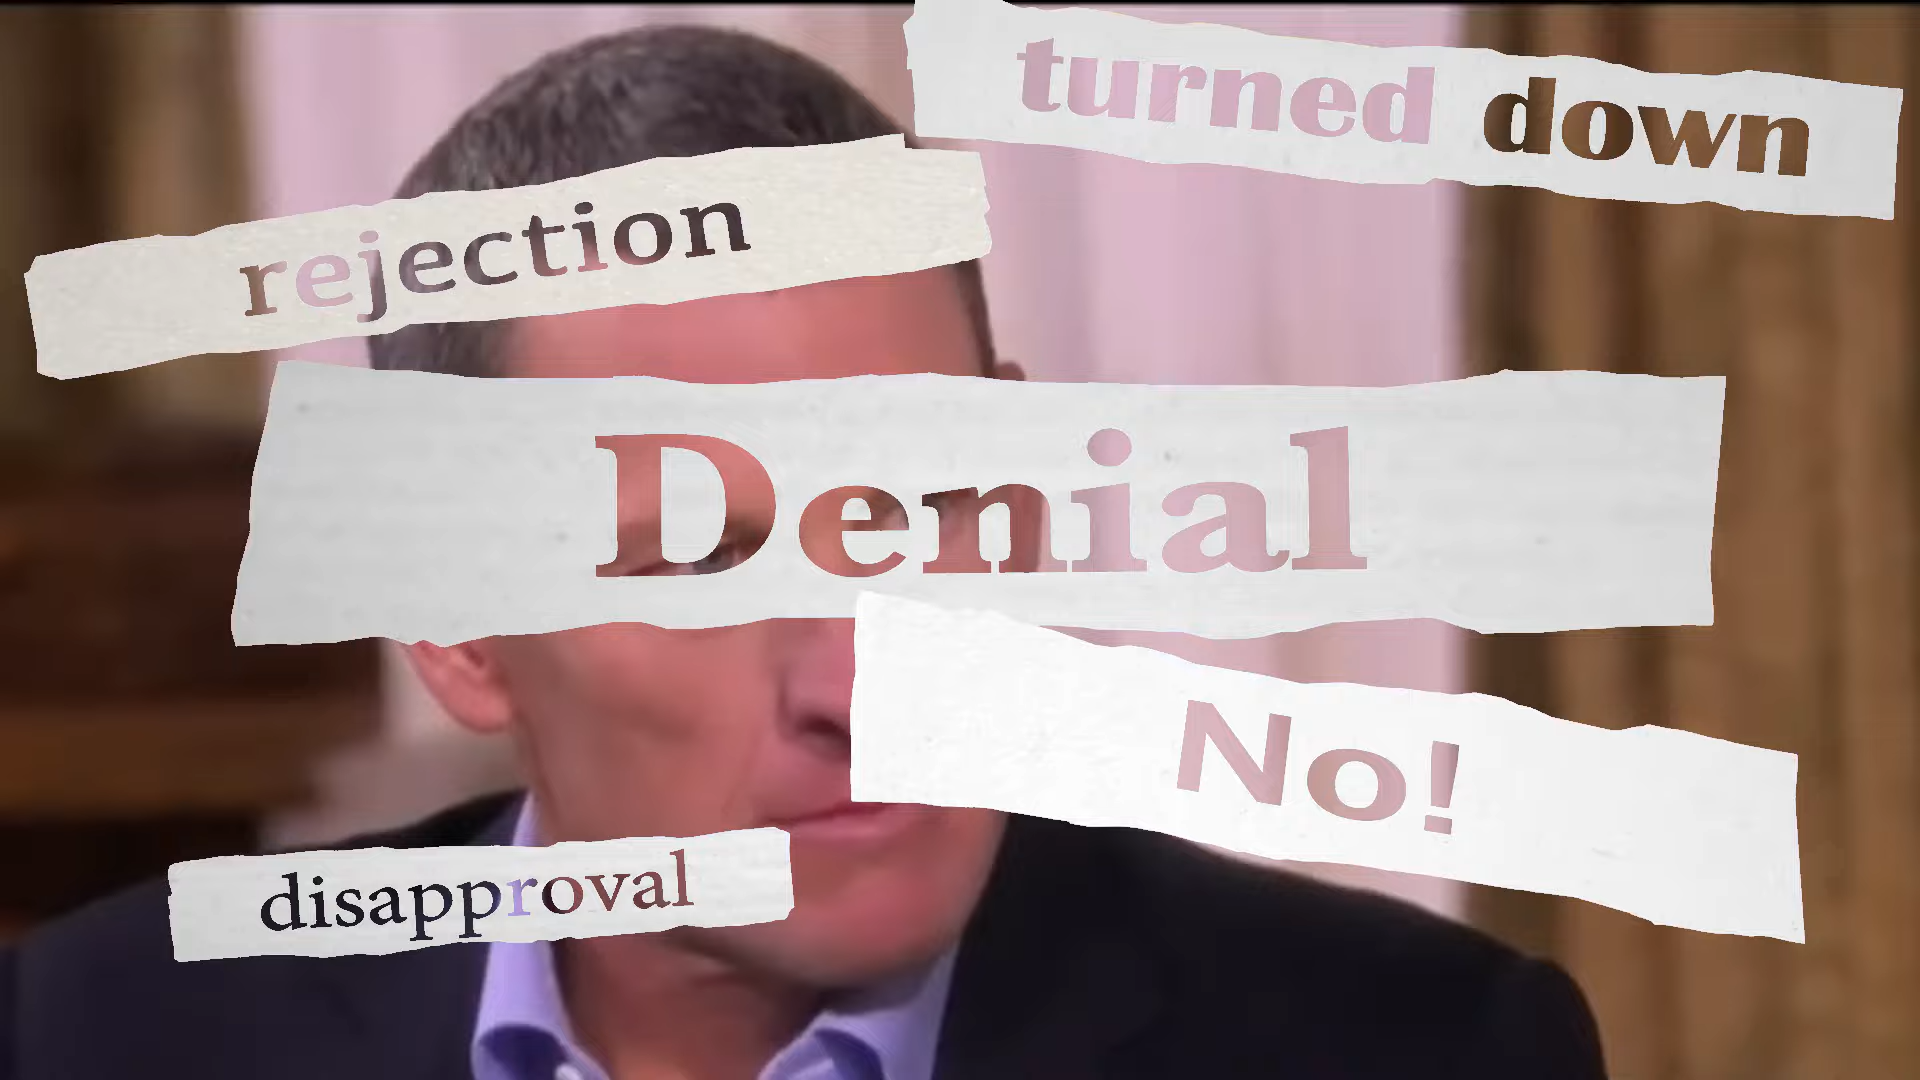 turned down
rejection
Denial
No!
disapproval